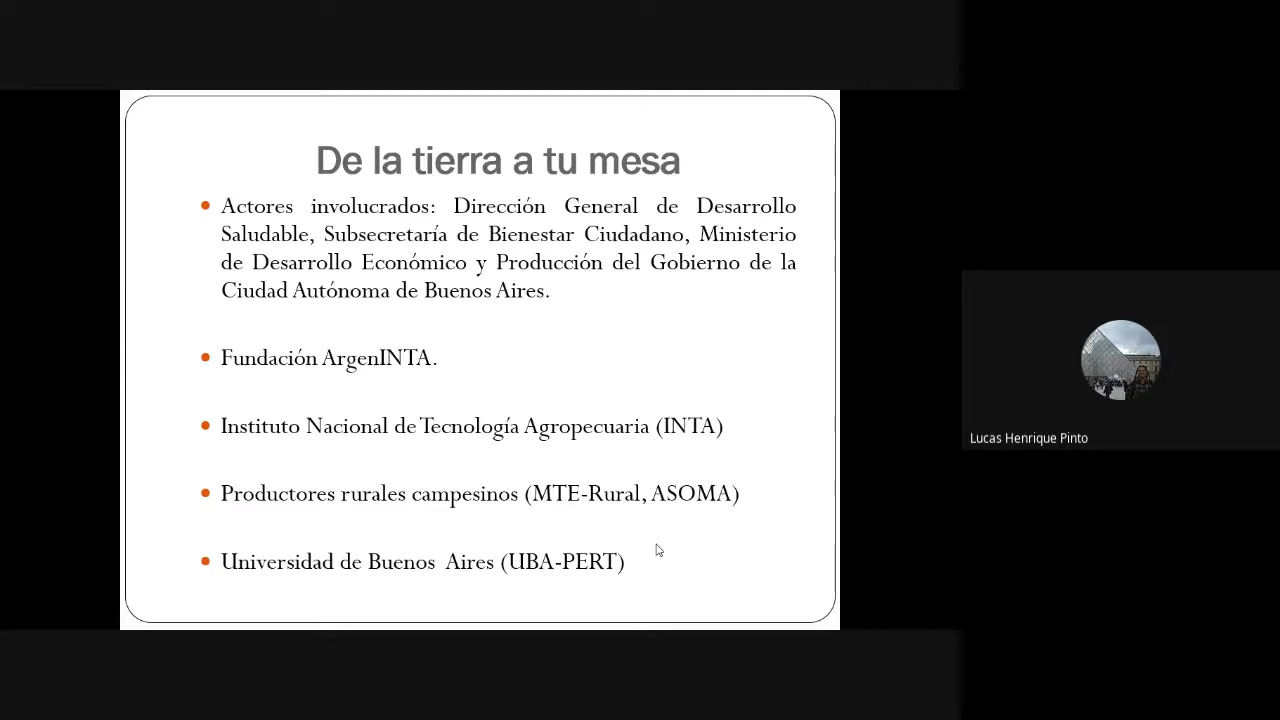 De la tierra a tu mesa
• Actores involucrados: Dirección General de Desarrollo
Saludable, Subsecretaría de Bienestar Ciudadano, Ministerio
de Desarrollo Económico y Producción del Gobierno de la
Ciudad Autónoma de Buenos Aires.
• Fundación ArgenINTA.
• Instituto Nacional de Tecnología Agropecuaria (INTA)
• Productores rurales campesinos (MTE-Rural, ASOMA)
• Universidad de Buenos Aires (UBA-PERT)
Lucas Henrique Pinto